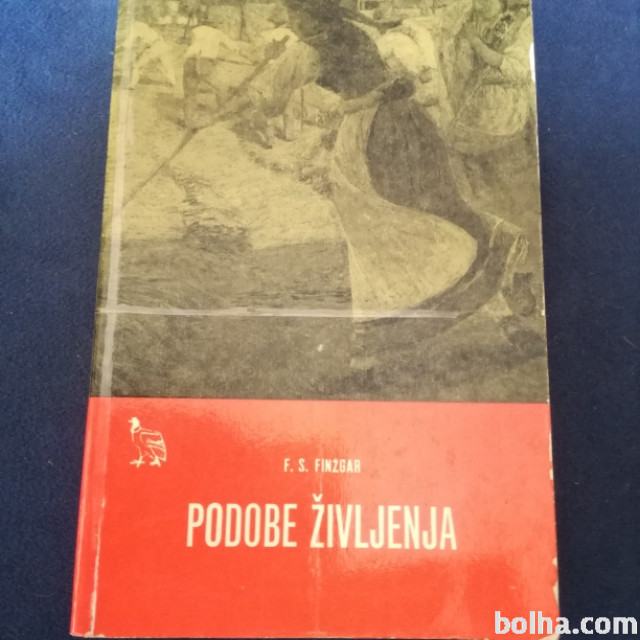 F. S. FINŽGAR
PODOBE ŽIVLJENJA
bolha.com